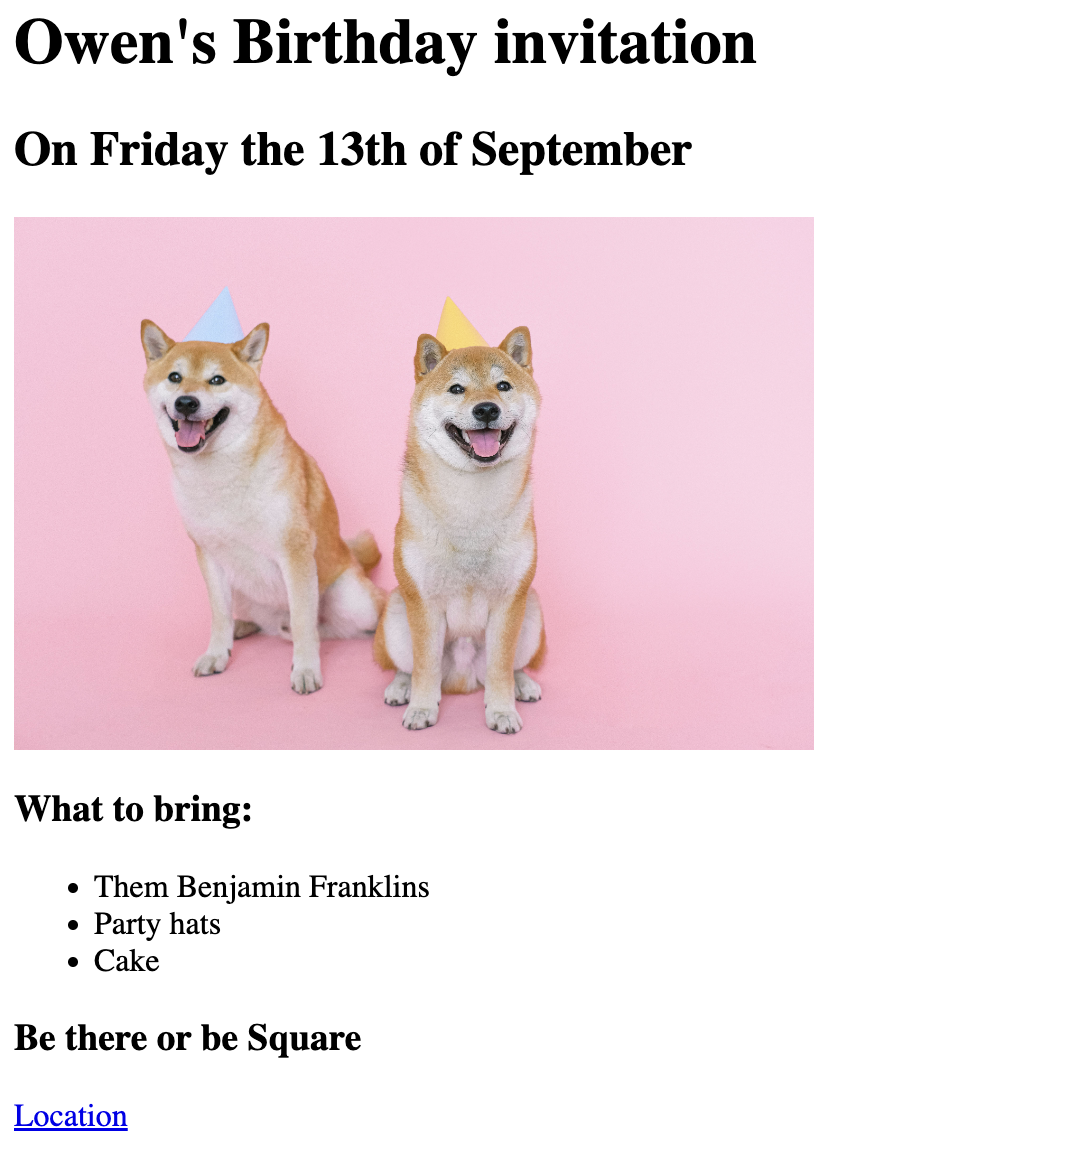 Owen's Birthday invitation
On Friday the 13th of September
What to bring:
Them Benjamin Franklins
Party hats
Cake
Be there or be Square
Location